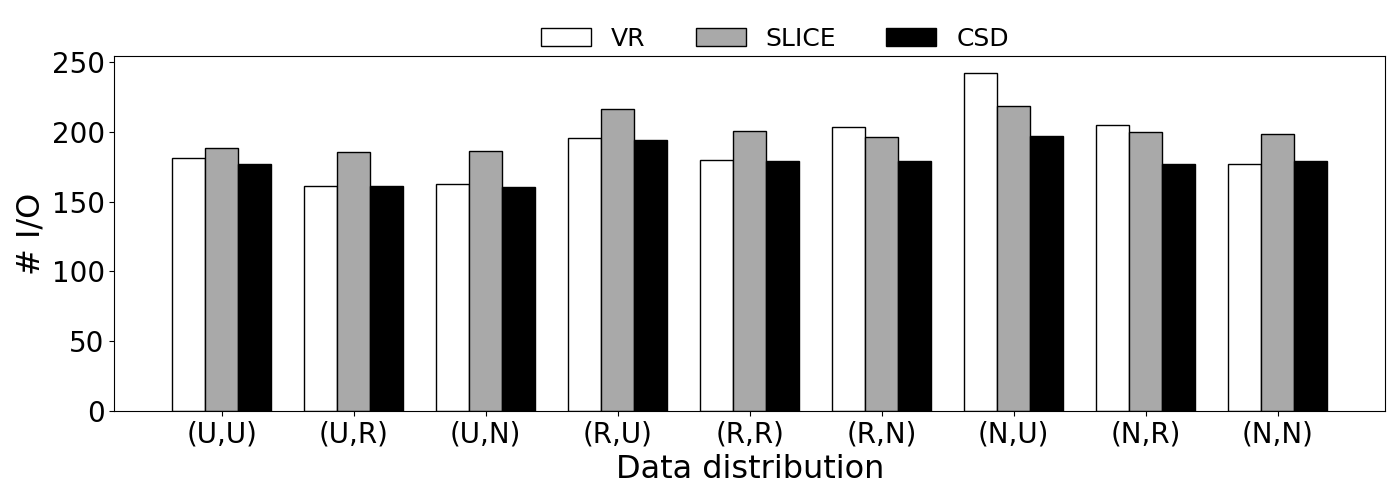 VR SLICE CSD
250
200
150
100
50
0
# I/O
(U,U) (U,R) (U,N) (R,U) (R,R) (R,N) (N,U) (N,R) (N,N)
Data distribution